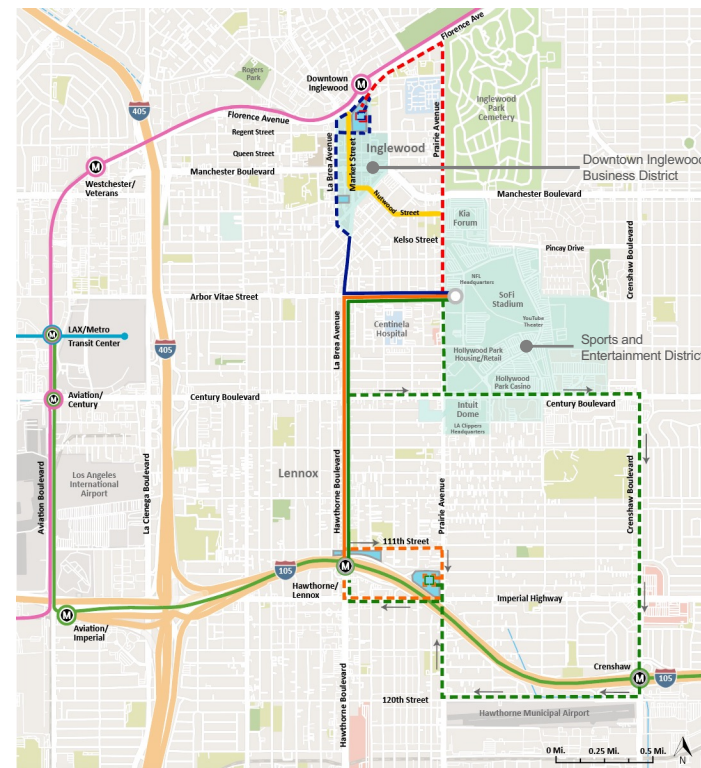 Florence Ave
Rogers
Park
Downtown
Inglewood
405
Inglewood
Park
Cemetery
Florence Avenue
Regent Street
Queen Street
Manchester Boulevard
La Brea Avenue
Market Street
Inglewood
Prairie Avenue
Downtown Inglewood
Business District
M
M
Westchester/
Veterans
Manchester Boulevard
Nutwood
Street
Kia
Forum
Kelso Street
Pincay Drive
Crenshaw Boulevard
NFL
Headquarters
SoFi
Stadium
Arbor Vitae Street
YouTube
Theater
M
LAX/Metro
Transit Center
405
La Brea Avenue
Centinela
Hospital
Hollywood Park
Housing/Retail
Sports and
Entertainment District
Hollywood
Park Casino
M
Aviation/
Century
Century Boulevard
Century Boulevard
Intuit
Dome
LA Clippers
Headquarters
Aviation Boulevard
Los Angeles
International
Airport
La Cienega Boulevard
Lennox
Hawthorne Boulevard
Prairie Avenue
Crenshaw Boulevard
111th Street
M
105
Hawthorne/
Lennox
Imperial Highway
M
Aviation/
Imperial
Crenshaw
M
105
Hawthorne Boulevard
120th Street
Hawthorne Municipal Airport
0 Mi.
0.25 Mi.
0.5 Mi.
N